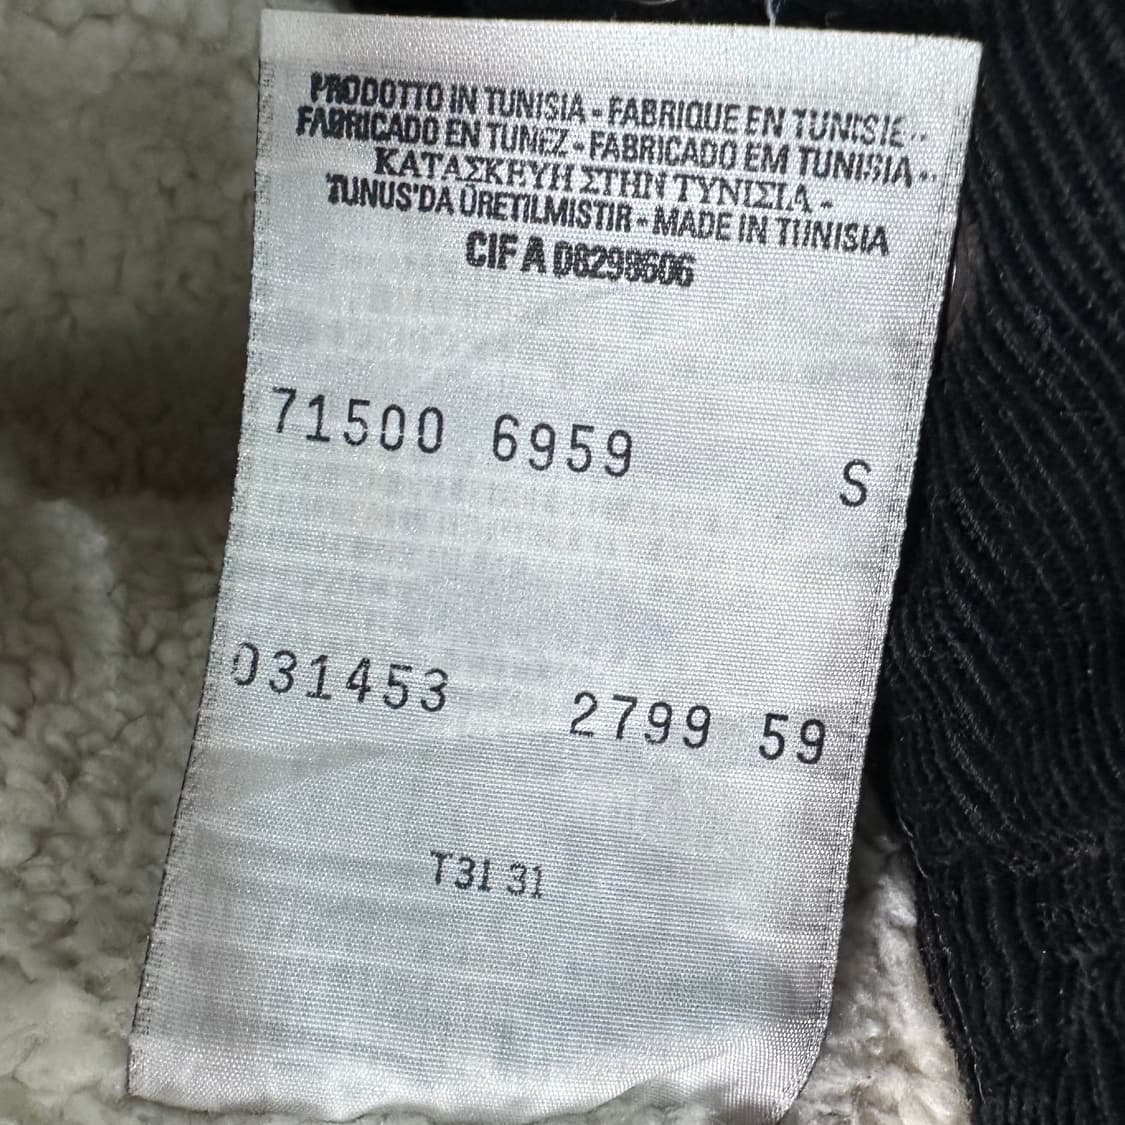 PRODOTTO IN TUNISIA - FABRIQUE EN TUNISIE -
FABRICADO EN TUNEZ - FABRICADO EM TUNISIA -
ΚΑΤΑΣΚΕΥΗ ΣΤΗΝ ΤΥΝΙΣΙΑ -
TUNUS'DA ÜRETILMISTIR - MADE IN TUNISIA
CIF A 08299606
71500 6959 S
031453 2799 59
T31 31